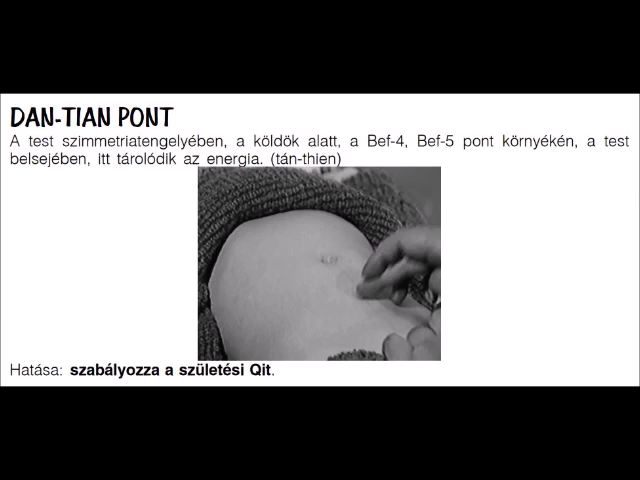 DAN-TIAN PONT
A test szimmetriatengelyében, a köldök alatt, a Bef-4, Bef-5 pont környékén, a test
belsejében, itt tárolódik az energia. (tán-thien)
Hatása: szabályozza a születési Qit.